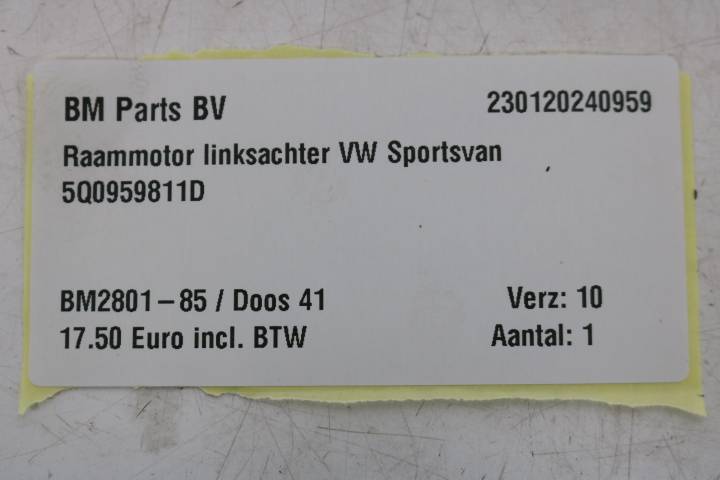 BM Parts BV 230120240959
Raammotor linksachter VW Sportsvan
5Q0959811D
BM2801-85 / Doos 41 Verz: 10
17.50 Euro incl. BTW Aantal: 1